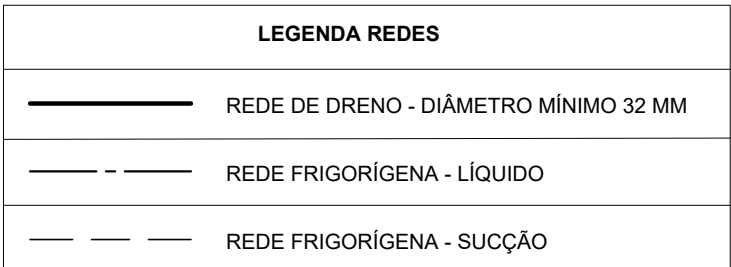 LEGENDA REDES
REDE DE DRENO - DIÂMETRO MÍNIMO 32 MM
REDE FRIGORÍGENA - LÍQUIDO
REDE FRIGORÍGENA - SUCÇÃO